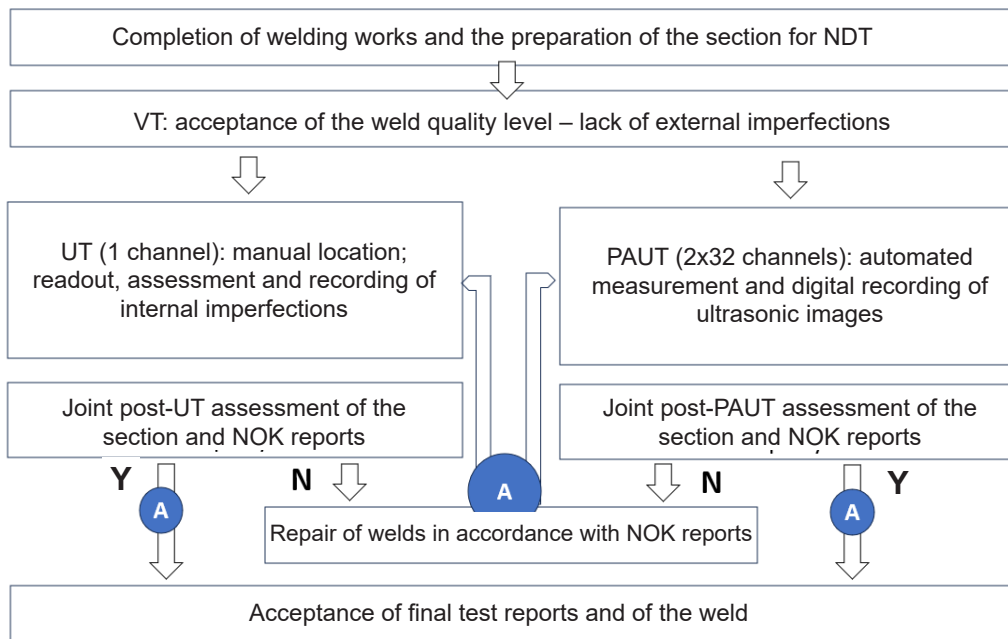 Completion of welding works and the preparation of the section for NDT
VT: acceptance of the weld quality level – lack of external imperfections
UT (1 channel): manual location;
readout, assessment and recording of
internal imperfections
PAUT (2x32 channels): automated
measurement and digital recording of
ultrasonic images
Joint post-UT assessment of the
section and NOK reports
Joint post-PAUT assessment of the
section and NOK reports
Y
N
A
N
Y
A
A
Repair of welds in accordance with NOK reports
Acceptance of final test reports and of the weld